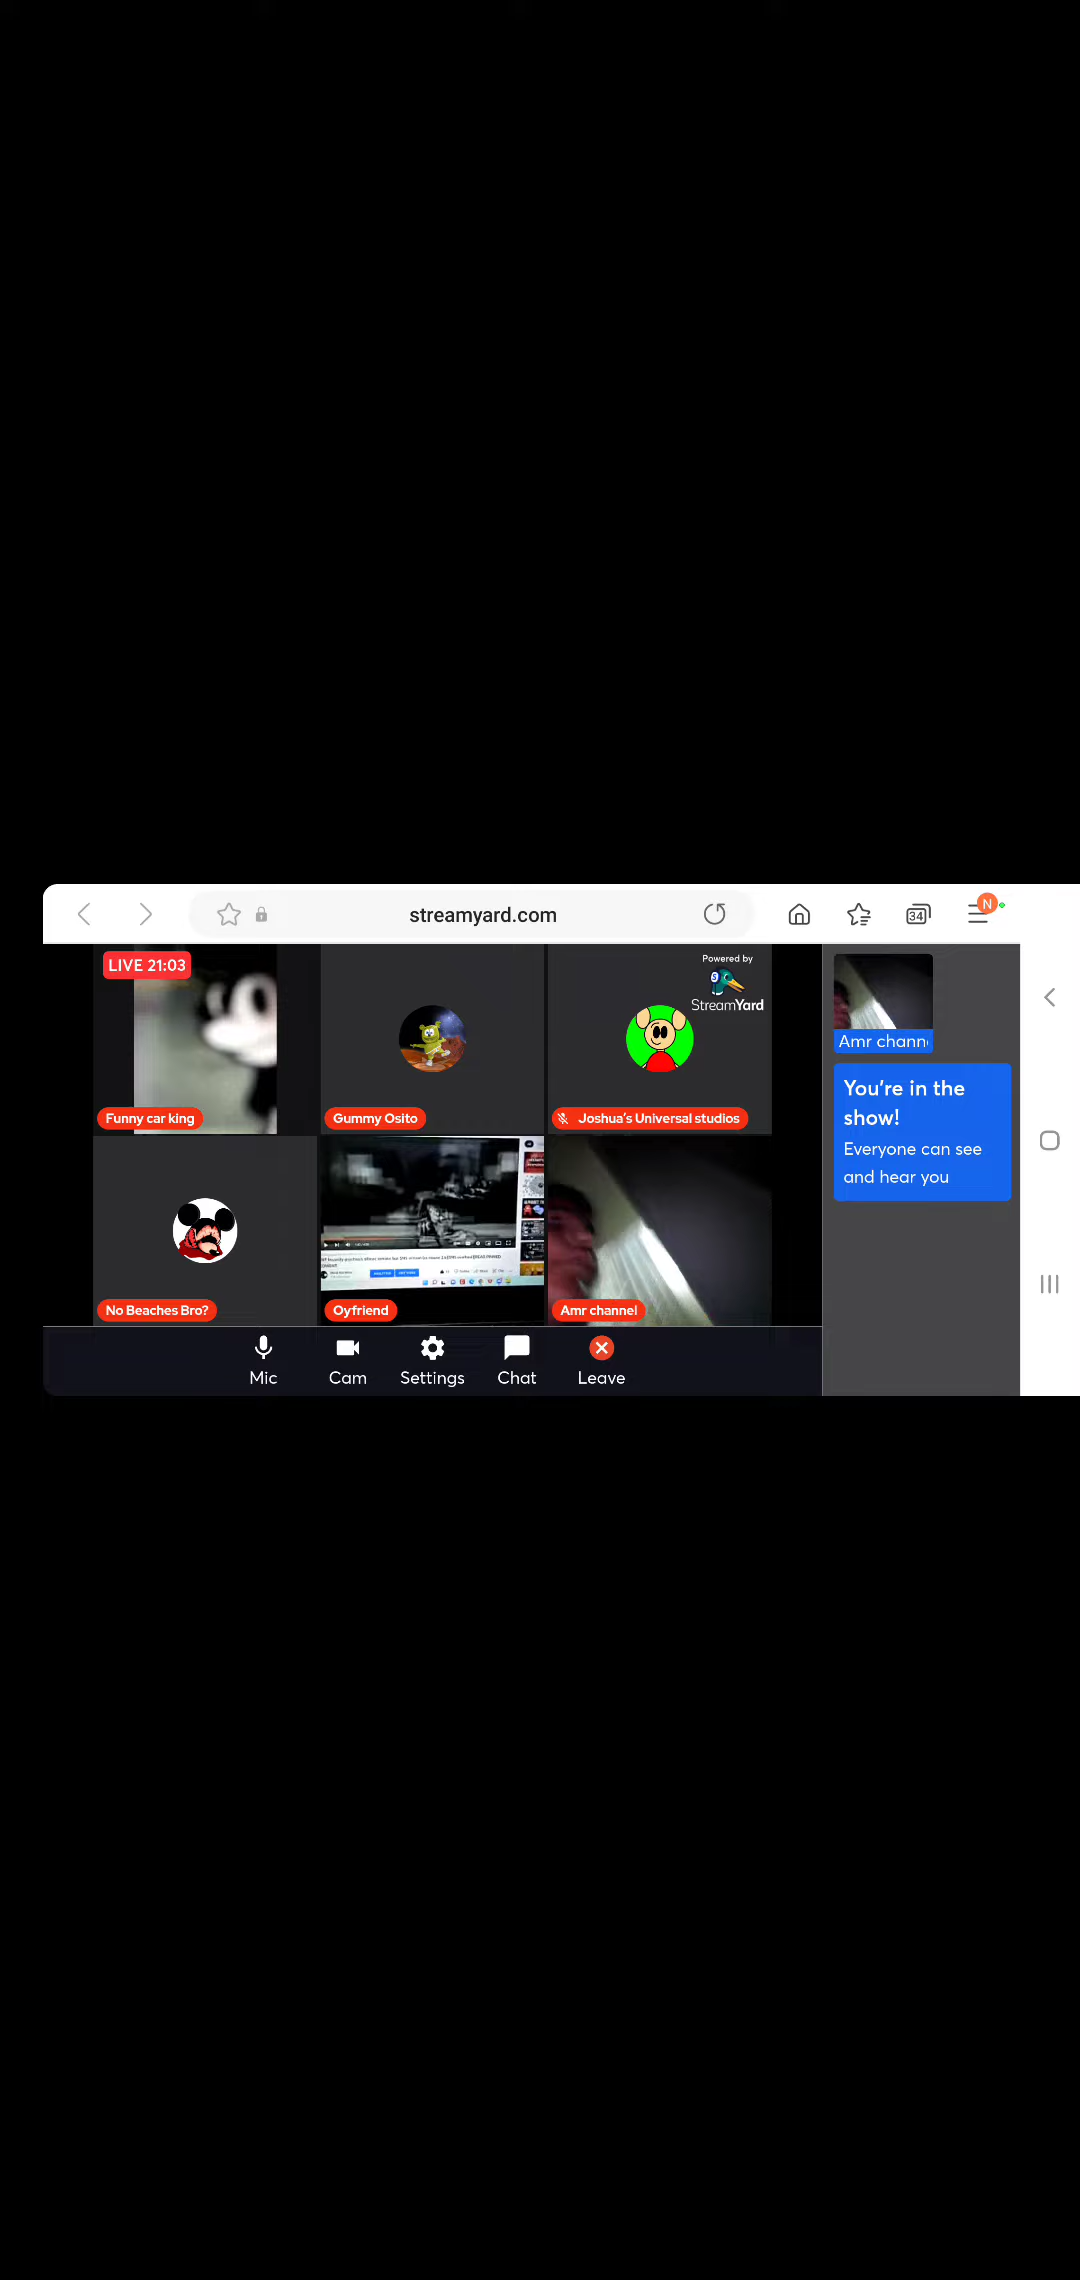 streamyard.com
34
N
LIVE 21:03
Powered by
StreamYard
Funny car king
Gummy Osito
Joshua's Universal studios
No Beaches Bro?
Oyfriend
Amr channel
Amr chann
You're in the
show!
Everyone can see
and hear you
Mic
Cam
Settings
Chat
Leave